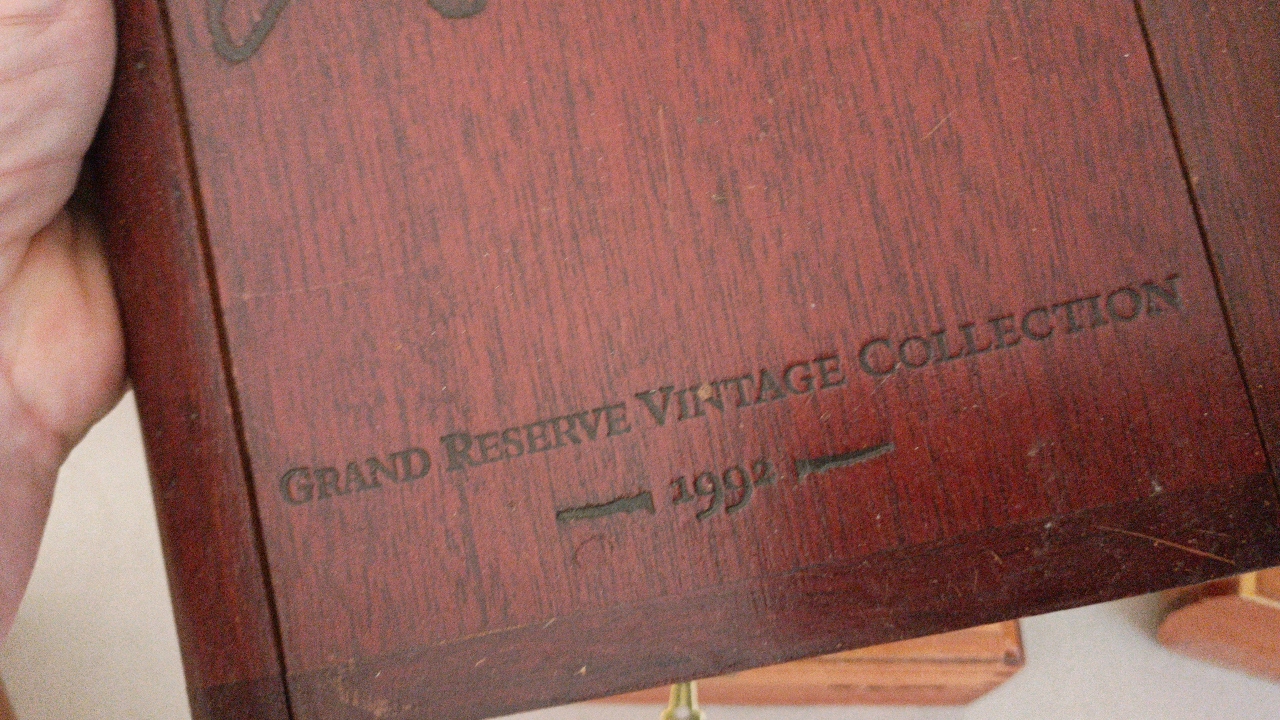 GRAND RESERVE VINTAGE COLLECTION
1992